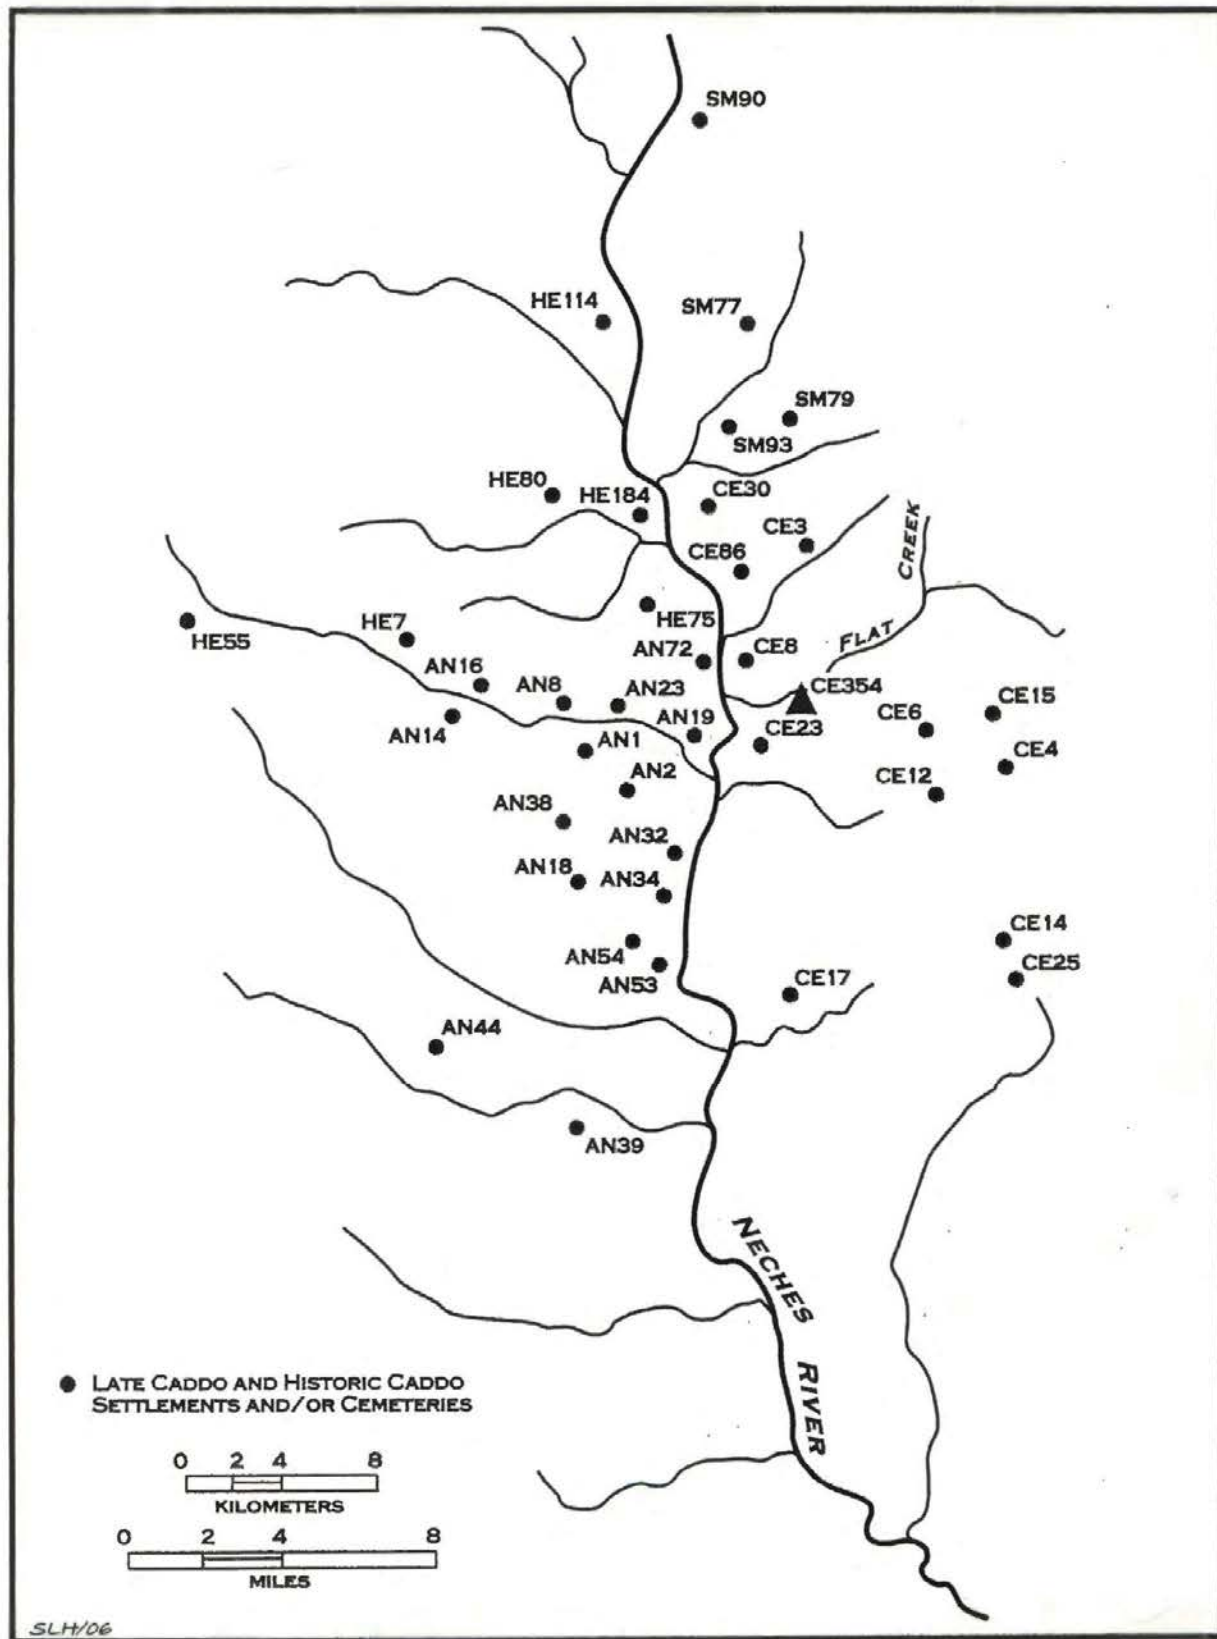 SM90
HE114
SM77
SM79
SM93
HE80
HE184
CE30
CE3
CE86
CREEK
FLAT
HE55
HE7
HE75
AN72
CE8
AN16
AN8
AN23
CE354
CE15
AN14
AN19
CE23
CE6
AN1
CE4
AN2
CE12
AN38
AN32
AN18
AN34
CE14
AN54
CE25
AN53
CE17
AN44
AN39
NECHES
RIVER
LATE CADDO AND HISTORIC CADDO
SETTLEMENTS AND/OR CEMETERIES
0 2 4 8
KILOMETERS
0 2 4 8
MILES
SLH/06